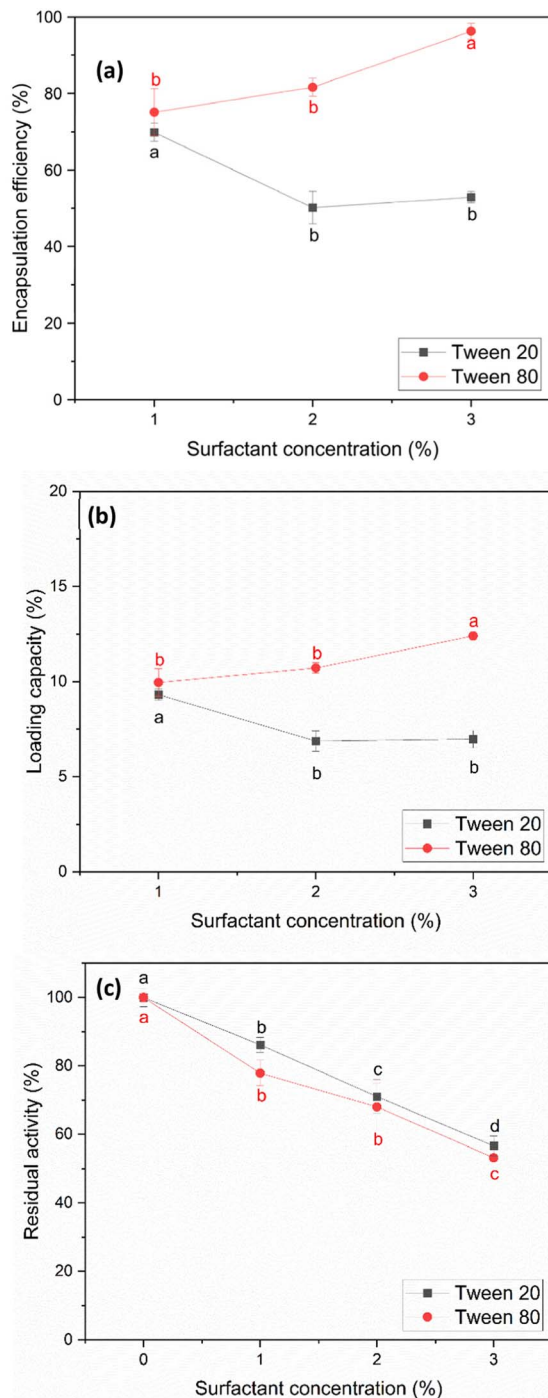 100
(a)
b
a
b
80
b
a
60
b
b
40
20
0
Encapsulation efficiency (%)
Tween 20
Tween 80
1
2
3
Surfactant concentration (%)
20
(b)
15
a
b
b
10
a
b
b
5
0
Loading capacity (%)
Tween 20
Tween 80
1
2
3
Surfactant concentration (%)
a
(c)
100
a
b
80
c
b
b
d
60
c
40
20
0
Residual activity (%)
Tween 20
Tween 80
0
1
2
3
Surfactant concentration (%)